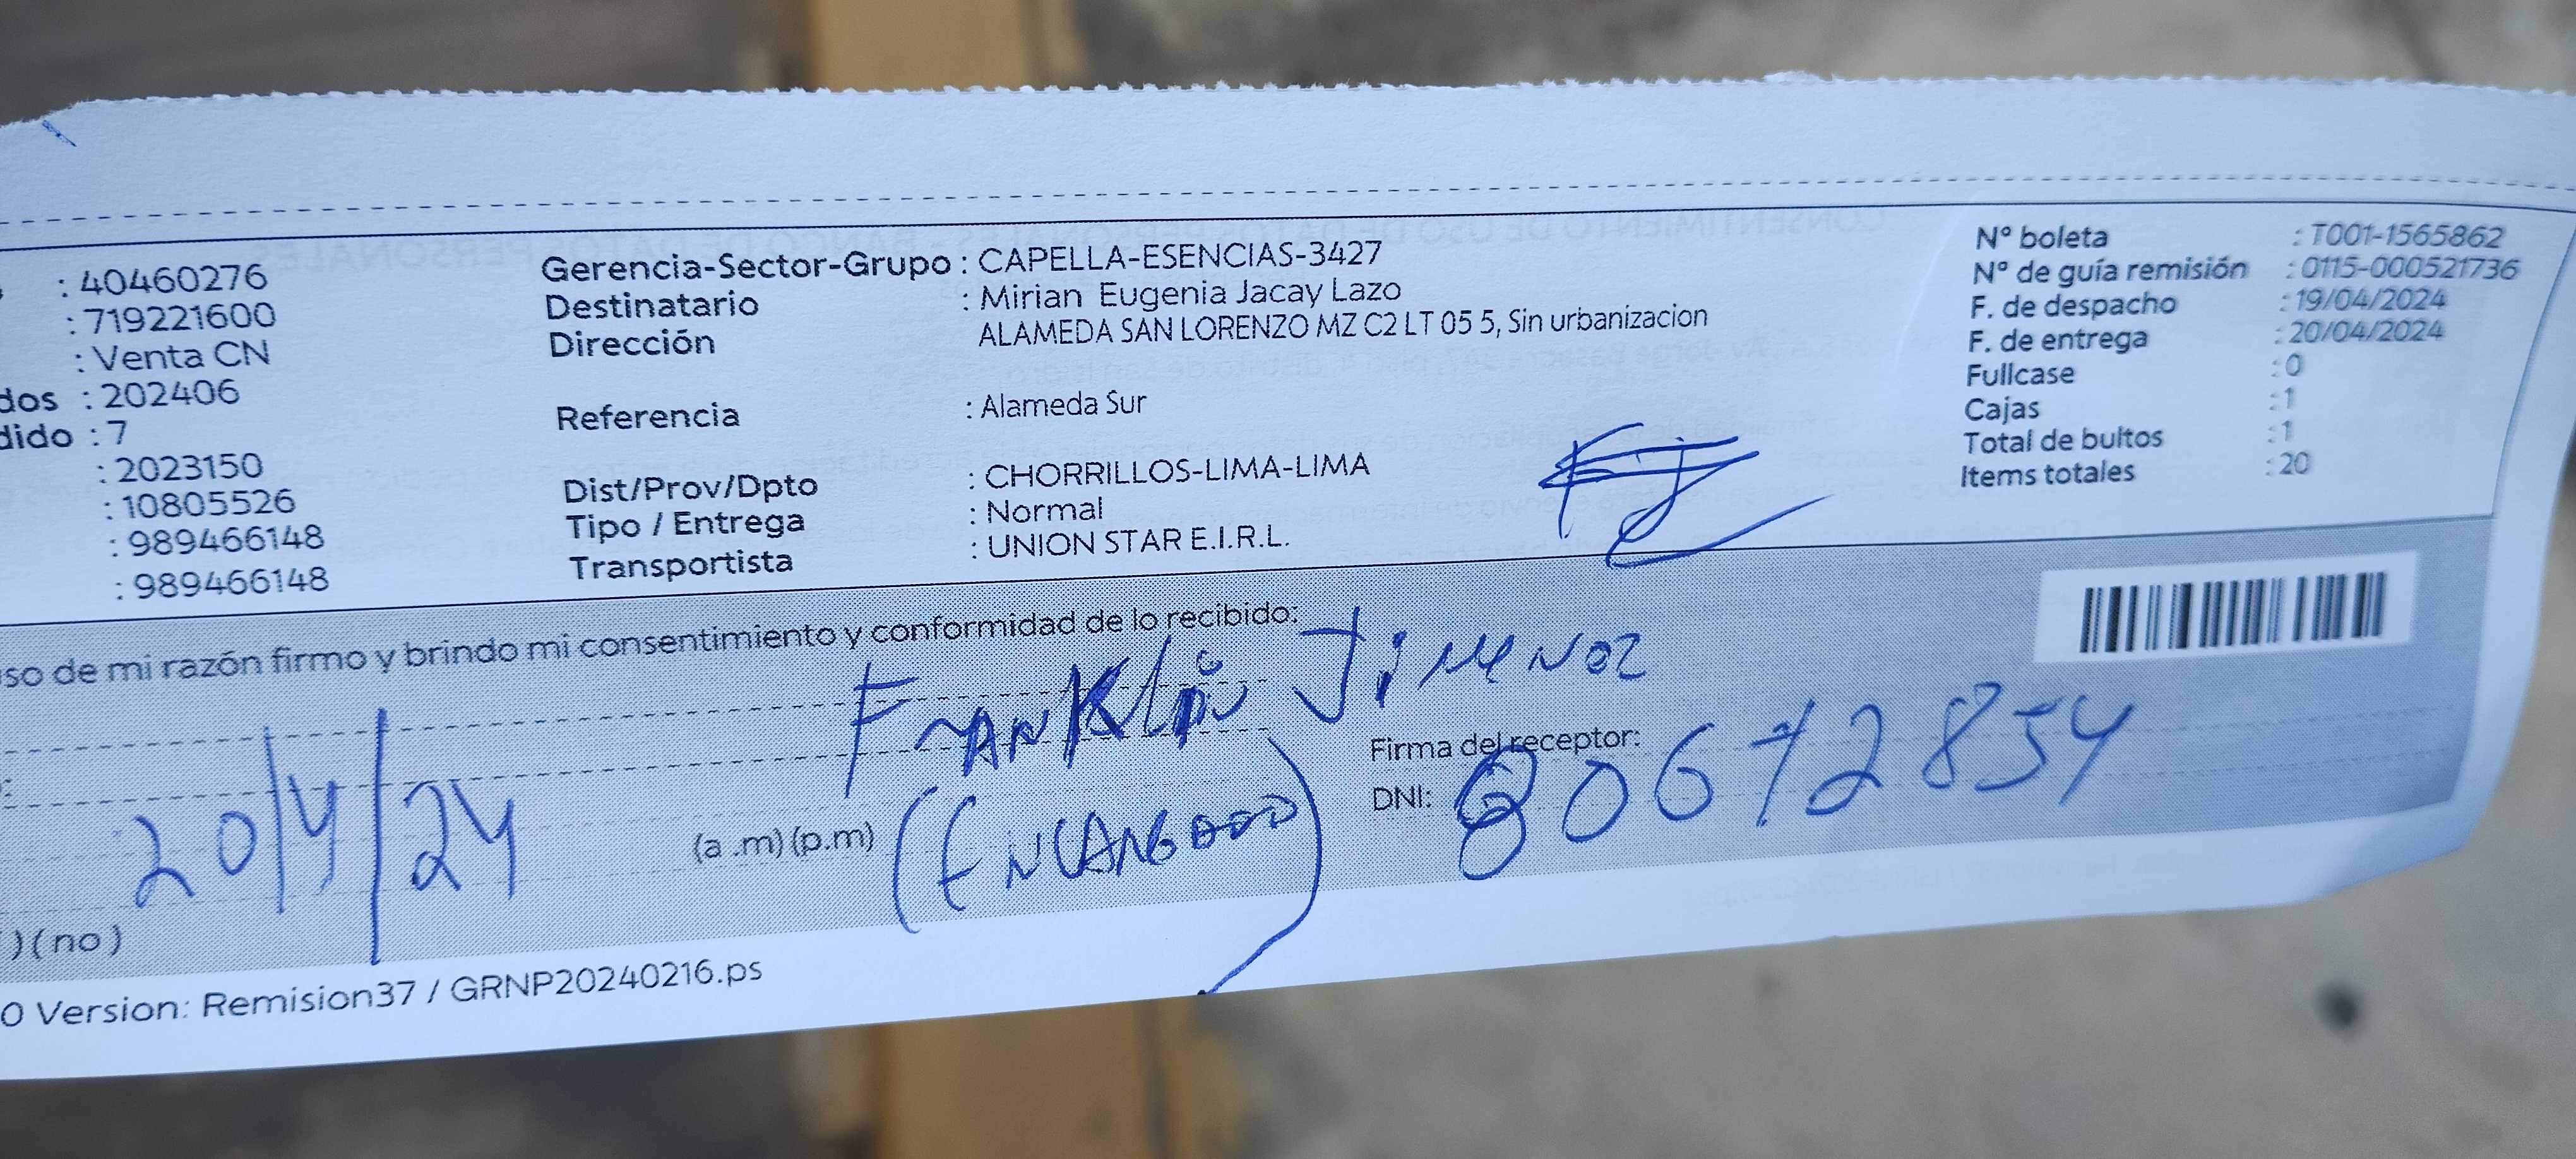 : 40460276
: 719221600
: Venta CN
dos : 202406
dido : 7
: 2023150
: 10805526
: 989466148
: 989466148
Gerencia-Sector-Grupo : CAPELLA-ESENCIAS-3427
Destinatario : Mirian Eugenia Jacay Lazo
Dirección ALAMEDA SAN LORENZO MZ C2 LT 05 5, Sin urbanizacion
Referencia : Alameda Sur
Dist/Prov/Dpto : CHORRILLOS-LIMA-LIMA
Tipo / Entrega : Normal
Transportista : UNION STAR E.I.R.L.
N° boleta : T001-1565862
N° de guía remisión : 0115-000521736
F. de despacho : 19/04/2024
F. de entrega : 20/04/2024
Fullcase : 0
Cajas : 1
Total de bultos : 1
Items totales : 20
uso de mi razón firmo y brindo mi consentimiento y conformidad de lo recibido:
Franklin Jimenez
20/4/24
(a .m) (p.m)
(Encargado)
Firma del receptor:
DNI: 80672854
) (no)
0 Version: Remision37 / GRNP20240216.ps